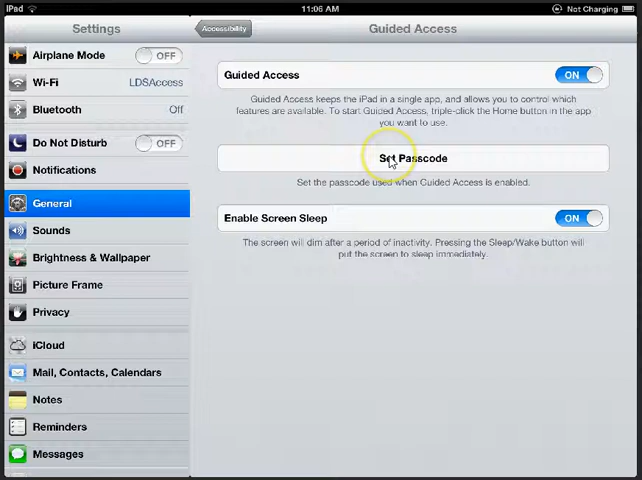 iPad 11:06 AM Not Charging
Settings Accessibility Guided Access
Airplane Mode OFF
Wi-Fi LDSAccess
Bluetooth Off
Do Not Disturb OFF
Notifications
General
Sounds
Brightness & Wallpaper
Picture Frame
Privacy
iCloud
Mail, Contacts, Calendars
Notes
Reminders
Messages
Guided Access ON
Guided Access keeps the iPad in a single app, and allows you to control which
features are available. To start Guided Access, triple-click the Home button in the app
you want to use.
Set Passcode
Set the passcode used when Guided Access is enabled.
Enable Screen Sleep ON
The screen will dim after a period of inactivity. Pressing the Sleep/Wake button will
put the screen to sleep immediately.